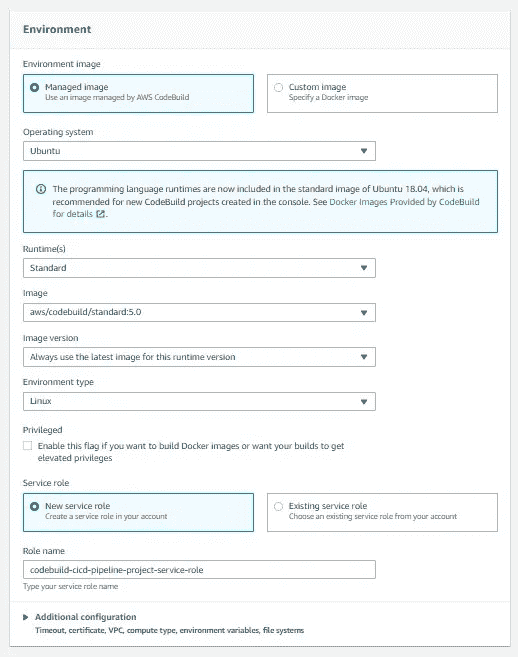 Environment
Environment image
Managed image
Use an image managed by AWS CodeBuild
Custom image
Specify a Docker image
Operating system
Ubuntu
The programming language runtimes are now included in the standard image of Ubuntu 18.04, which is
recommended for new CodeBuild projects created in the console. See Docker Images Provided by CodeBuild
for details.
Runtime(s)
Standard
Image
aws/codebuild/standard:5.0
Image version
Always use the latest image for this runtime version
Environment type
Linux
Privileged
Enable this flag if you want to build Docker images or want your builds to get
elevated privileges
Service role
New service role
Create a service role in your account
Existing service role
Choose an existing service role from your account
Role name
codebuild-cicd-pipeline-project-service-role
Type your service role name
Additional configuration
Timeout, certificate, VPC, compute type, environment variables, file systems